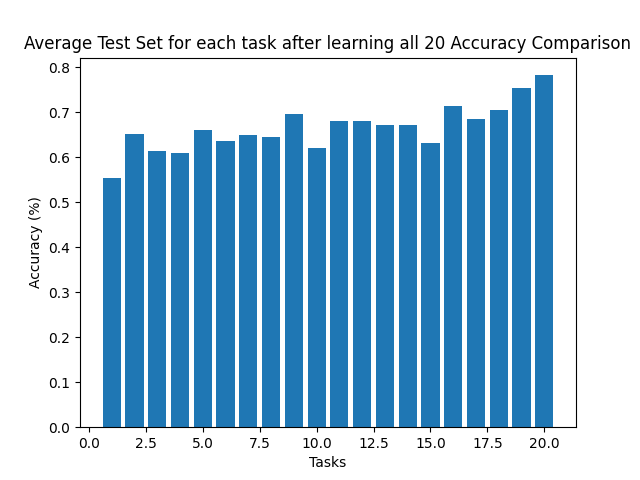 Average Test Set for each task after learning all 20 Accuracy Comparison
0.8
0.7
0.6
0.5
0.4
0.3
0.2
0.1
0.0
Accuracy (%)
0.0 2.5 5.0 7.5 10.0 12.5 15.0 17.5 20.0
Tasks